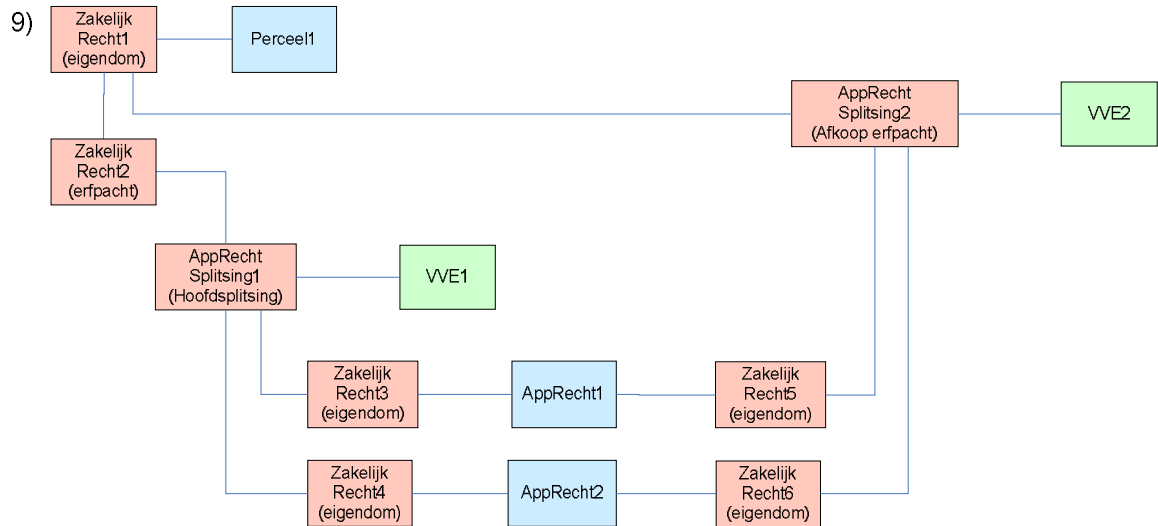 9)
Zakelijk
Recht1
(eigendom)
Perceel1
AppRecht
Splitsing2
(Afkoop erfpacht)
VVE2
Zakelijk
Recht2
(erfpacht)
AppRecht
Splitsing1
(Hoofdsplitsing)
VVE1
Zakelijk
Recht3
(eigendom)
AppRecht1
Zakelijk
Recht5
(eigendom)
Zakelijk
Recht4
(eigendom)
AppRecht2
Zakelijk
Recht6
(eigendom)